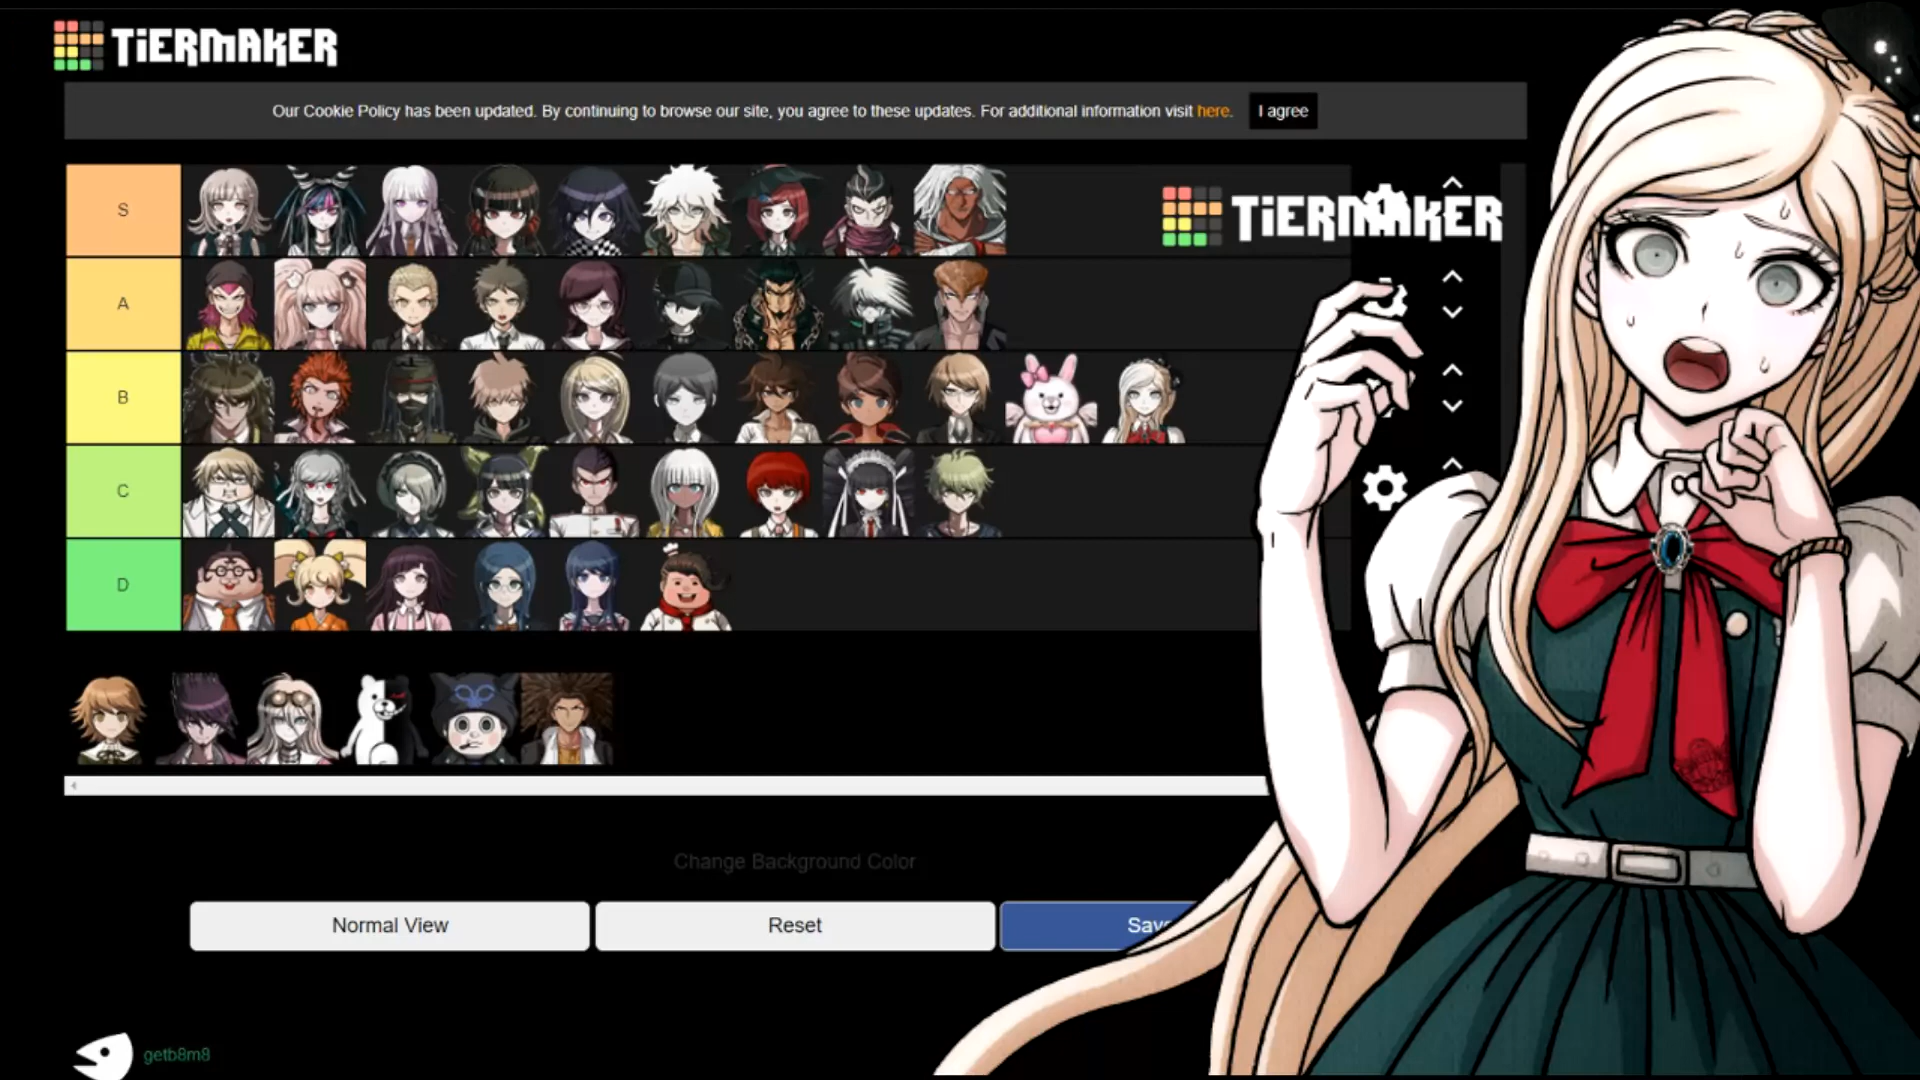 TiERMAKER
Our Cookie Policy has been updated. By continuing to browse our site, you agree to these updates. For additional information visit here.
I agree
S
TiERMAKER
A
B
C
D
Change Background Color
Normal View
Reset
Save
getb8m8